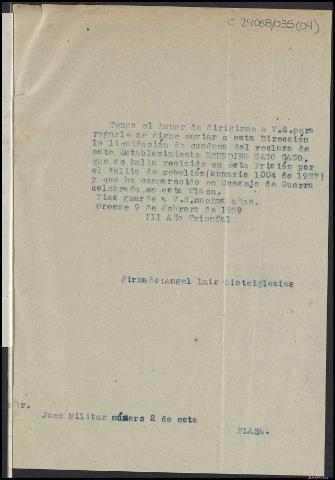 C 24068/035(04)
Tengo el honor de dirigirme a V.S.para
rogarle se digne enviar a esta Dirección
la liquidación de condena del recluso de
este Establecimiento EUUDINO GAGO GAGO,
que se halla recluido en esta Prisión por
el delito de rebelión(sumario 1004 de 1937)
y que ha comparecido en Consejo de Guerra
celebrado en esta Plaza.
Dios guarde a V.S.muchos años.
Orense 9 de Febrero de 1939
III Año Triunfal
Firmado:Angel Luis Sieteiglesias
Sr.
Juez Militar número 2 de esta
PLAZA.